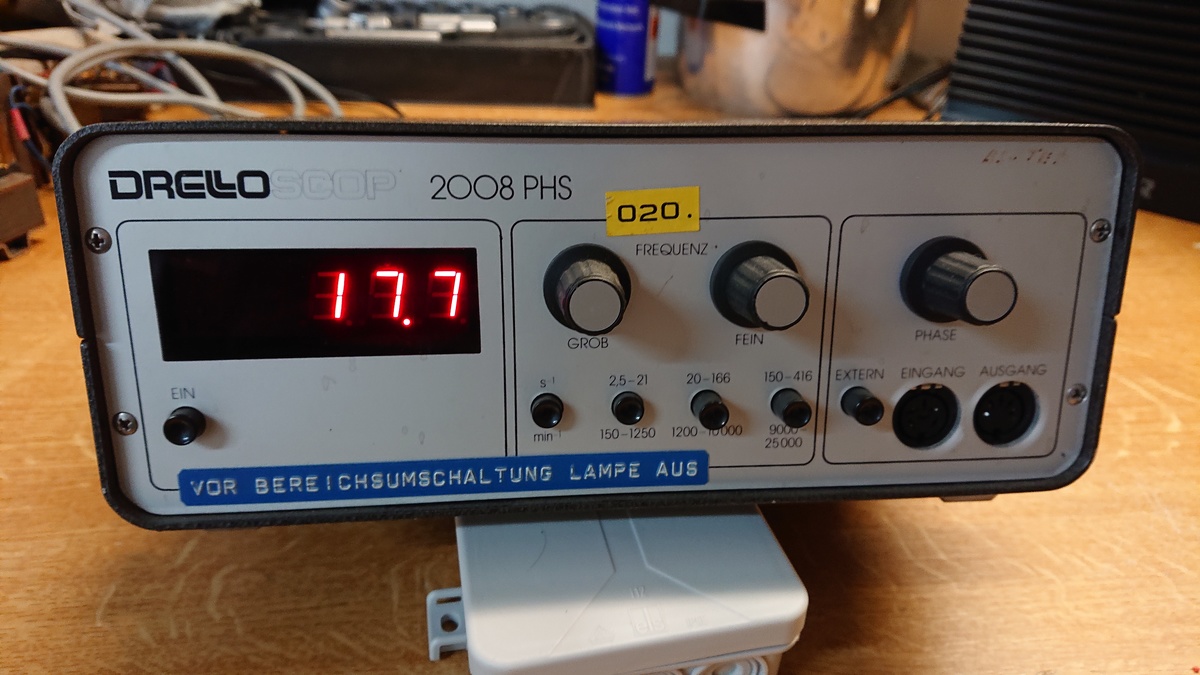 DRELLOSCOP 2008 PHS
020.
FREQUENZ
17.7
GROB
FEIN
PHASE
EIN
s⁻¹
2,5-21
20-166
150-416
EXTERN
EINGANG
AUSGANG
min⁻¹
150-1250
1200-10000
9000-
25000
VOR BEREICHSUMSCHALTUNG LAMPE AUS